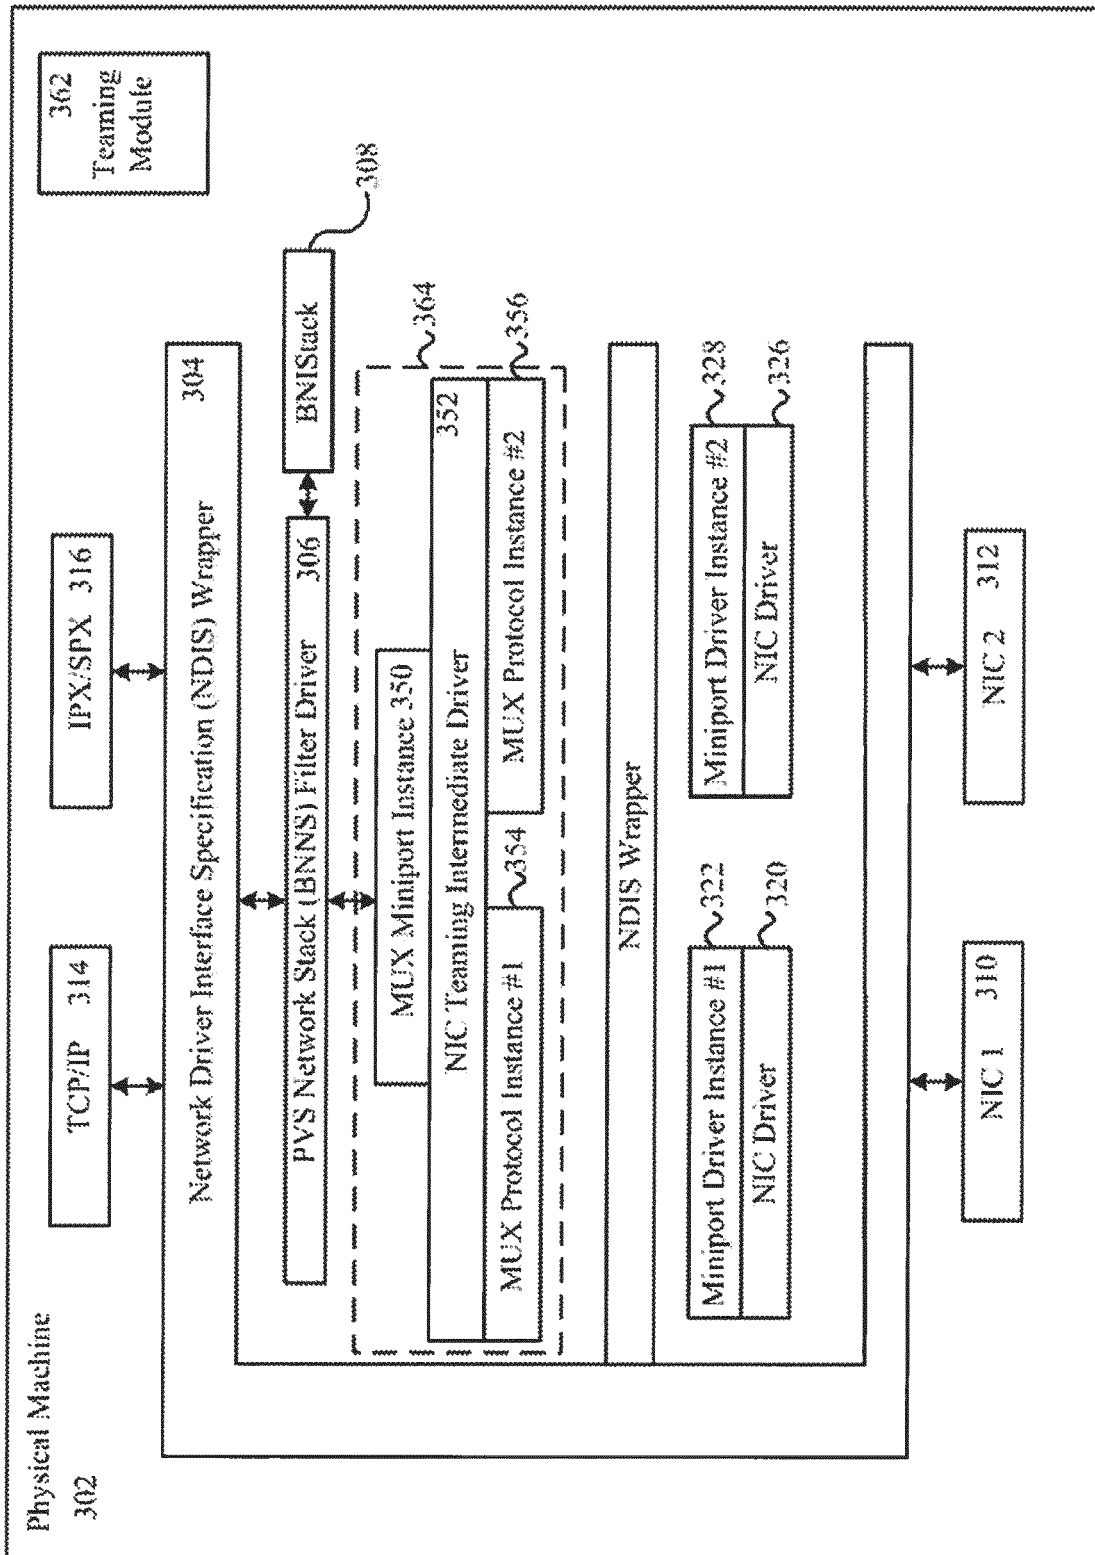 Physical Machine
302
362
Teaming
Module
TCP/IP 314
IPX/SPX 316
Network Driver Interface Specification (NDIS) Wrapper
304
PVS Network Stack (BNNS) Filter Driver 306
BNIStack
308
364
MUX Miniport Instance 350
NIC Teaming Intermediate Driver
352
MUX Protocol Instance #1
354
MUX Protocol Instance #2
356
NDIS Wrapper
Miniport Driver Instance #1
322
NIC Driver
320
Miniport Driver Instance #2
328
NIC Driver
326
NIC 1 310
NIC 2 312